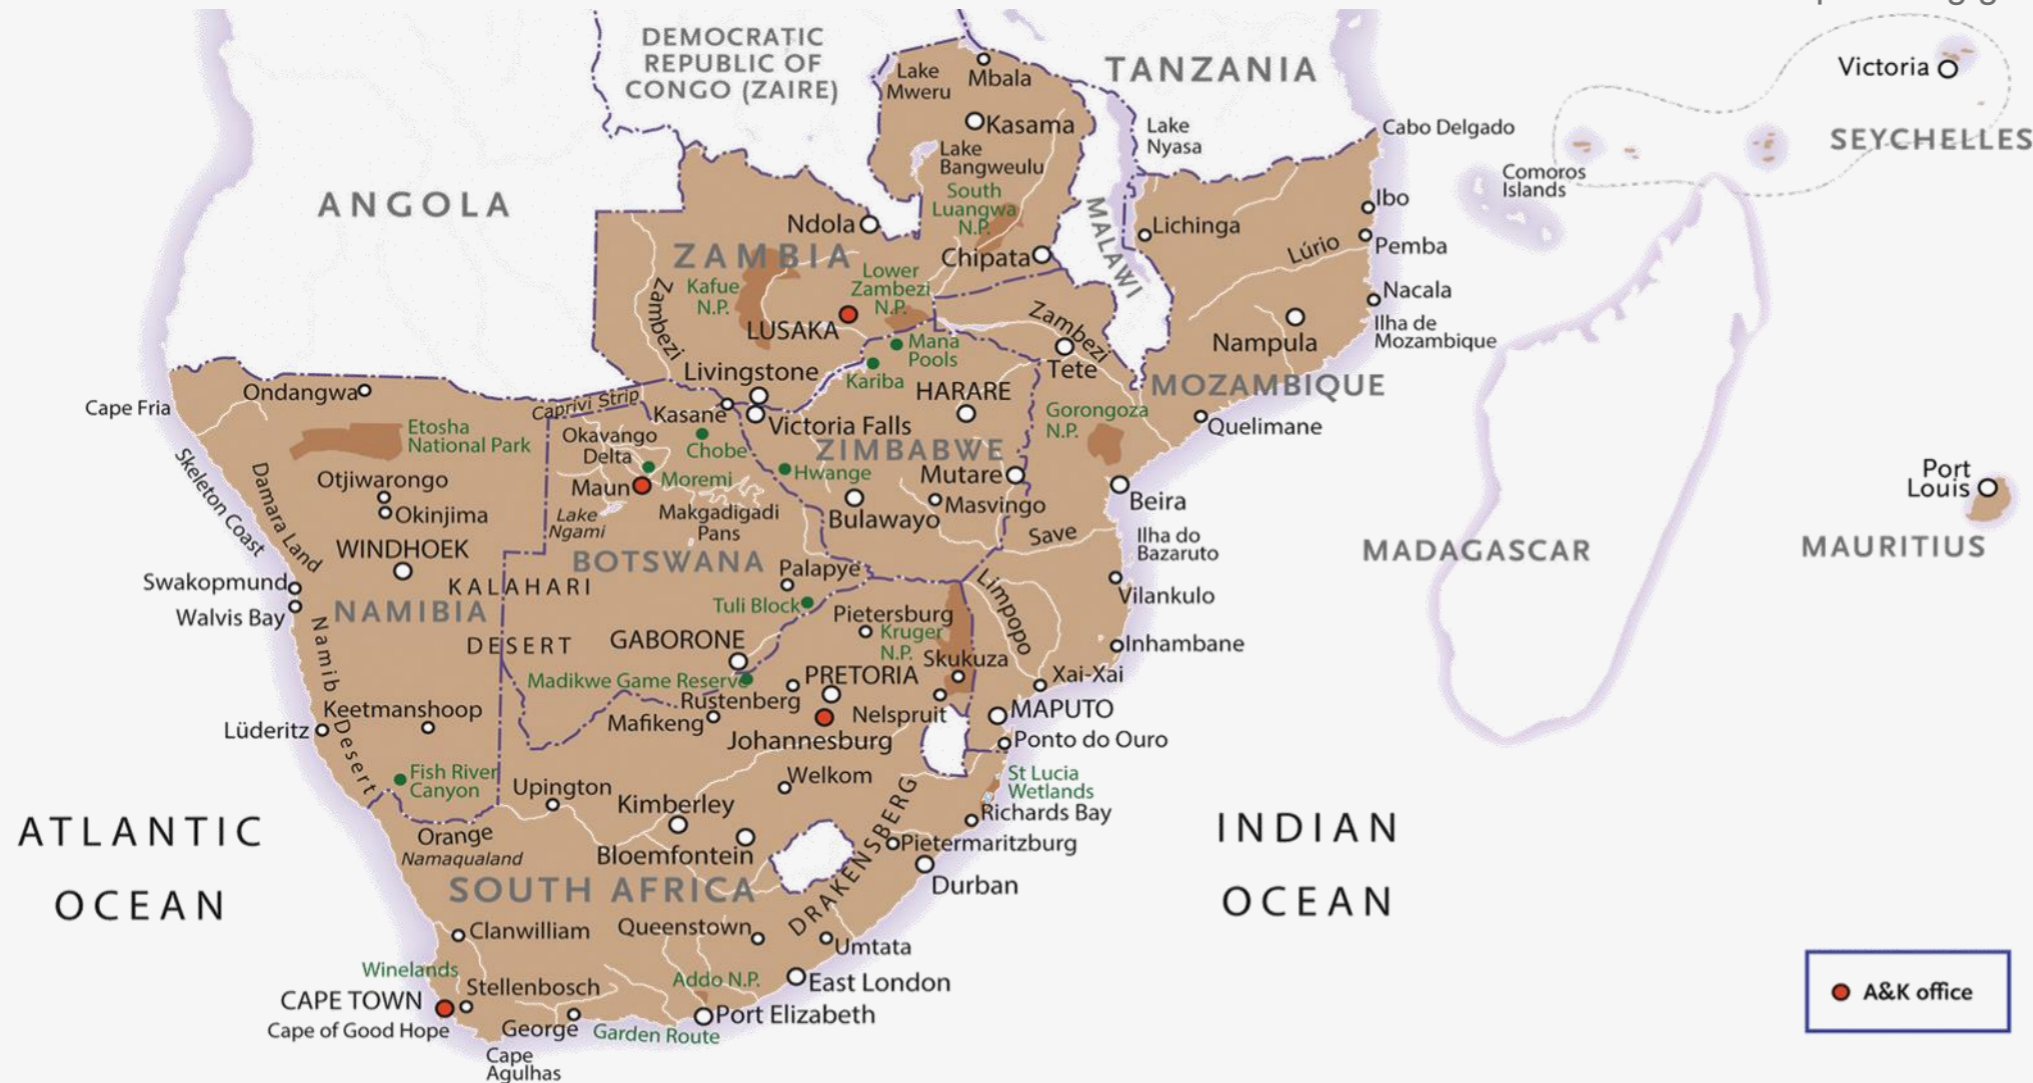 DEMOCRATIC
REPUBLIC OF
CONGO (ZAIRE)
Lake
Mweru
Mbala
TANZANIA
Victoria
Kasama
Lake
Nyasa
Cabo Delgado
SEYCHELLES
Lake
Bangweulu
Comoros
Islands
ANGOLA
South
Luangwa
N.P.
MALAWI
Ibo
Ndola
Lichinga
Lúrio
Pemba
ZAMBIA
Chipata
Kafue
N.P.
Lower
Zambezi
N.P.
Zambezi
Nacala
LUSAKA
Zambezi
Ilha de
Mozambique
Mana
Pools
Nampula
Livingstone
Kariba
Tete
HARARE
MOZAMBIQUE
Ondangwa
Caprivi Strip
Cape Fria
Kasane
Victoria Falls
Gorongoza
N.P.
Quelimane
Etosha
National Park
Okavango
Delta
Chobe
ZIMBABWE
Skeleton Coast
Damara Land
Otjiwarongo
Moremi
Hwange
Mutare
Port
Louis
Maun
Okinjima
Lake
Ngami
Makgadigadi
Pans
Bulawayo
Masvingo
Beira
WINDHOEK
Save
Ilha do
Bazaruto
MADAGASCAR
MAURITIUS
BOTSWANA
Palapye
Swakopmund
KALAHARI
Limpopo
Vilankulo
Walvis Bay
NAMIBIA
Tuli Block
Pietersburg
Kruger
N.P.
Namib Desert
DESERT
GABORONE
Inhambane
Skukuza
Madikwe Game Reserve
PRETORIA
Xai-Xai
Rustenberg
Keetmanshoop
Mafikeng
Nelspruit
MAPUTO
Lüderitz
Johannesburg
Ponto do Ouro
Fish River
Canyon
Welkom
St Lucia
Wetlands
Upington
Kimberley
Richards Bay
ATLANTIC
OCEAN
Orange
Namaqualand
Bloemfontein
DRAKENSBERG
Pietermaritzburg
INDIAN
OCEAN
SOUTH AFRICA
Durban
Clanwilliam
Queenstown
Umtata
Winelands
Addo N.P.
East London
Stellenbosch
CAPE TOWN
Port Elizabeth
Cape of Good Hope
George
Garden Route
Cape
Agulhas
A&K office